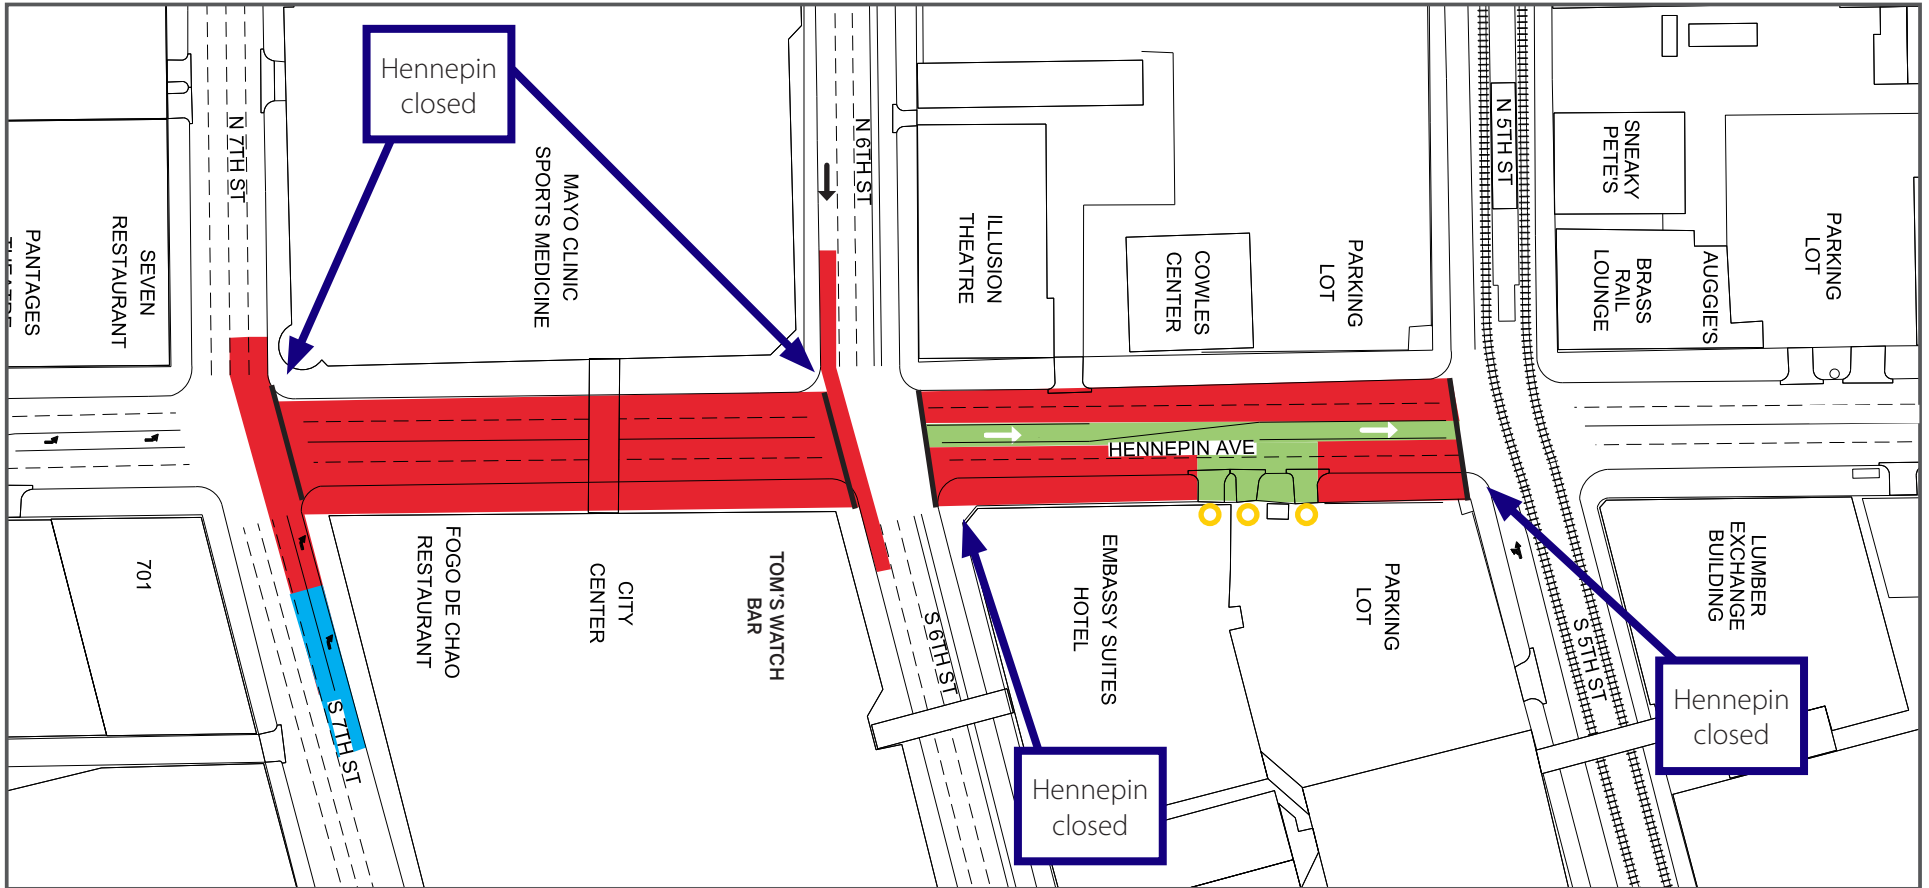 Hennepin
closed
N 7TH ST
MAYO CLINIC
SPORTS MEDICINE
N 6TH ST
ILLUSION
THEATRE
COWLES
CENTER
PARKING
LOT
N 5TH ST
SNEAKY
PETE'S
BRASS
RAIL
LOUNGE
AUGGIE'S
PARKING
LOT
SEVEN
RESTAURANT
PANTAGES
HENNEPIN AVE
701
FOGO DE CHAO
RESTAURANT
CITY
CENTER
TOM'S WATCH
BAR
S 6TH ST
EMBASSY SUITES
HOTEL
PARKING
LOT
S 5TH ST
LUMBER
EXCHANGE
BUILDING
S 7TH ST
Hennepin
closed
Hennepin
closed